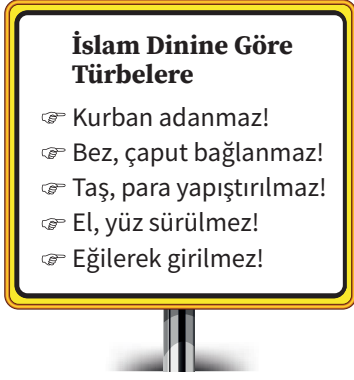 İslam Dinine Göre
Türbelere
☞ Kurban adanmaz!
☞ Bez, çaput bağlanmaz!
☞ Taş, para yapıştırılmaz!
☞ El, yüz sürülmez!
☞ Eğilerek girilmez!